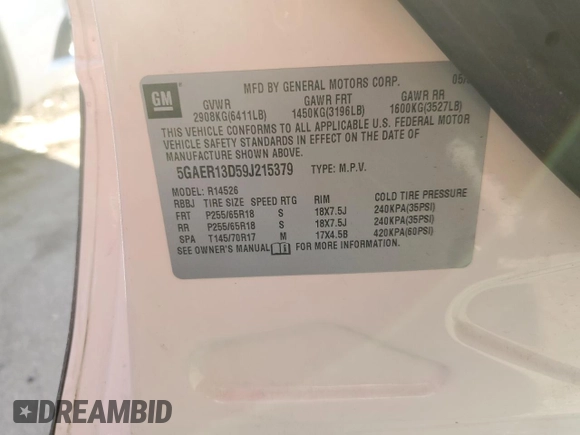 GM
MFD BY GENERAL MOTORS CORP. 05/
GVWR GAWR FRT GAWR RR
2908KG(6411LB) 1450KG(3196LB) 1600KG(3527LB)
THIS VEHICLE CONFORMS TO ALL APPLICABLE U.S. FEDERAL MOTOR
VEHICLE SAFETY STANDARDS IN EFFECT ON THE DATE OF
MANUFACTURE SHOWN ABOVE.
5GAER13D59J215379 TYPE: M.P.V.
MODEL: R14526
RBBJ TIRE SIZE SPEED RTG RIM COLD TIRE PRESSURE
FRT P255/65R18 S 18X7.5J 240KPA(35PSI)
RR P255/65R18 S 18X7.5J 240KPA(35PSI)
SPA T145/70R17 M 17X4.5B 420KPA(60PSI)
SEE OWNER'S MANUAL FOR MORE INFORMATION.
DREAMBID